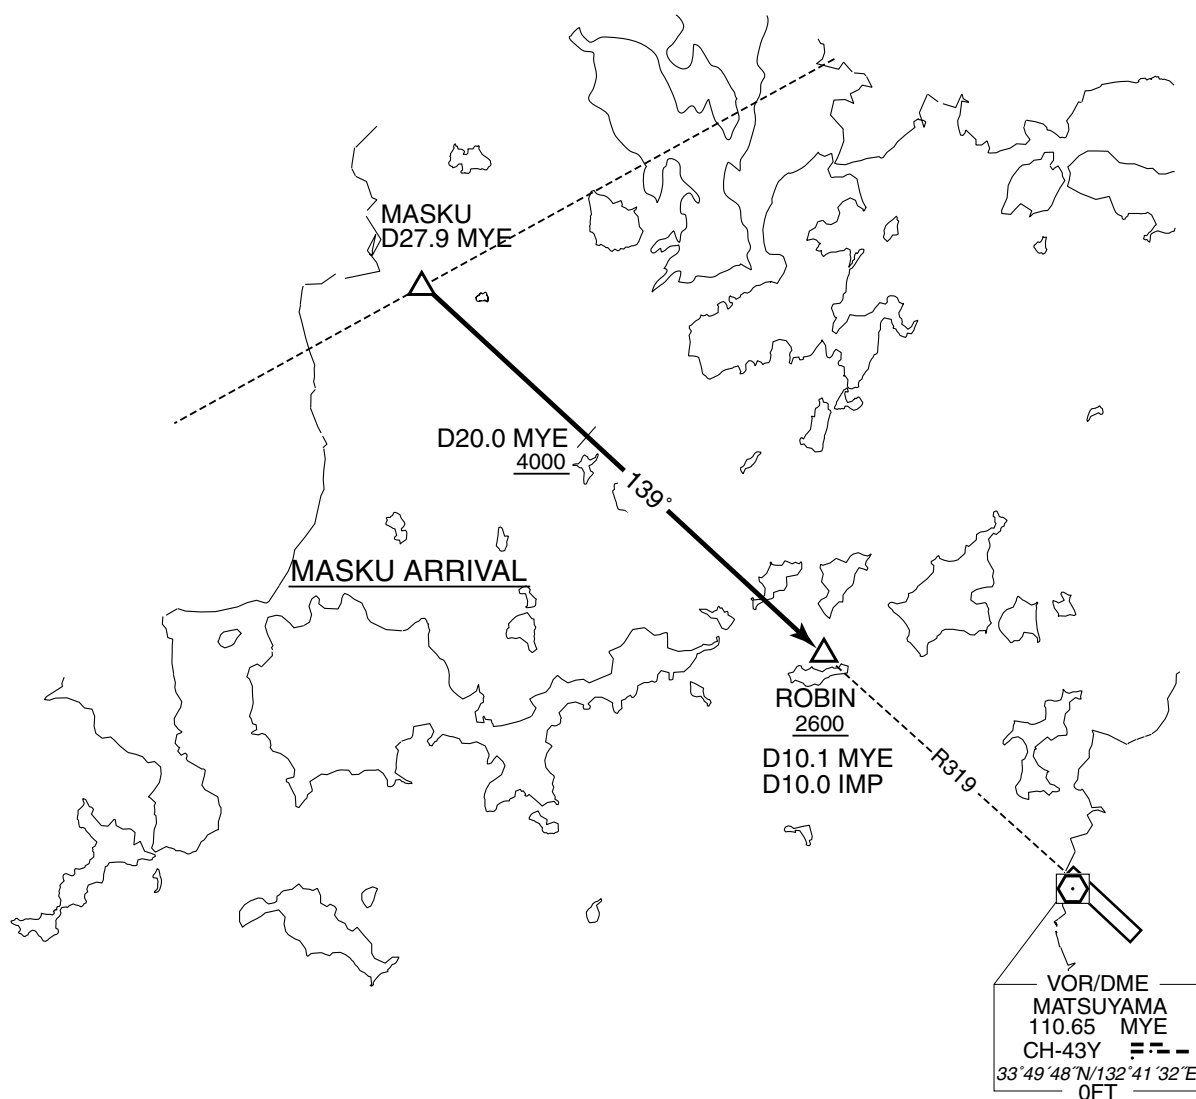 MASKU
D27.9 MYE
D20.0 MYE
4000
139°
MASKU ARRIVAL
ROBIN
2600
D10.1 MYE
D10.0 IMP
R319
VOR/DME
MATSUYAMA
110.65 MYE
CH-43Y
33°49´48˝N/132°41´32˝E
0FT